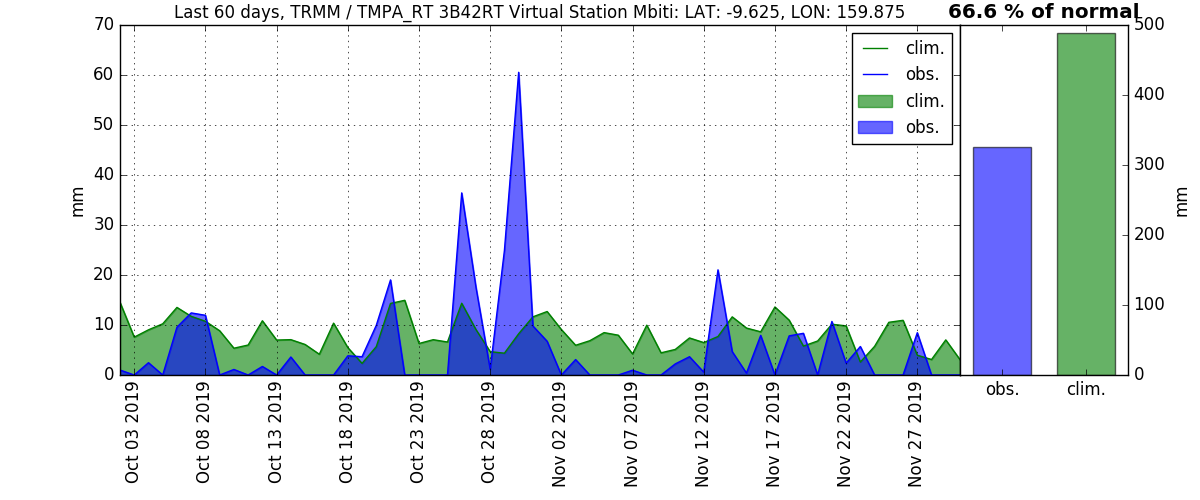 Last 60 days, TRMM / TMPA_RT 3B42RT Virtual Station Mbiti: LAT: -9.625, LON: 159.875
66.6 % of normal
70
60
50
40
30
20
10
0
mm
clim.
obs.
clim.
obs.
500
400
300
200
100
0
mm
obs.
clim.
Oct 03 2019
Oct 08 2019
Oct 13 2019
Oct 18 2019
Oct 23 2019
Oct 28 2019
Nov 02 2019
Nov 07 2019
Nov 12 2019
Nov 17 2019
Nov 22 2019
Nov 27 2019